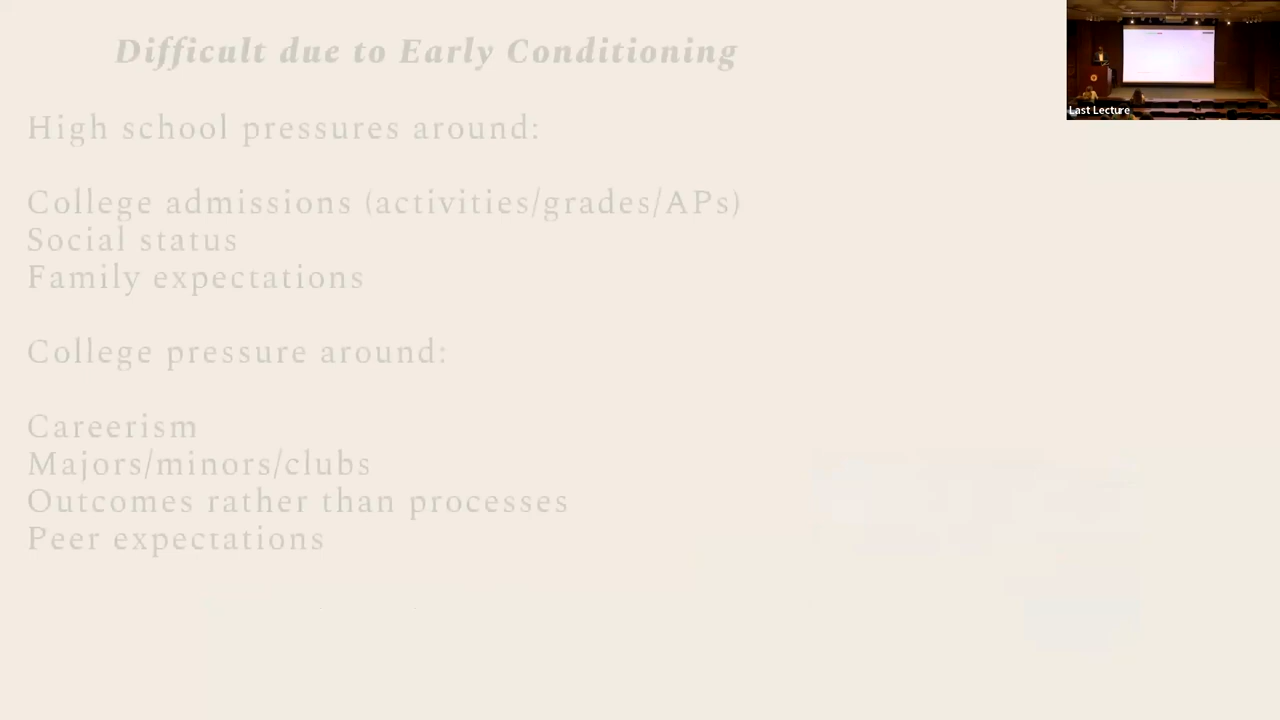 Difficult due to Early Conditioning
High school pressures around:
College admissions (activities/grades/APs)
Social status
Family expectations
College pressure around:
Careerism
Majors/minors/clubs
Outcomes rather than processes
Peer expectations
Last Lecture